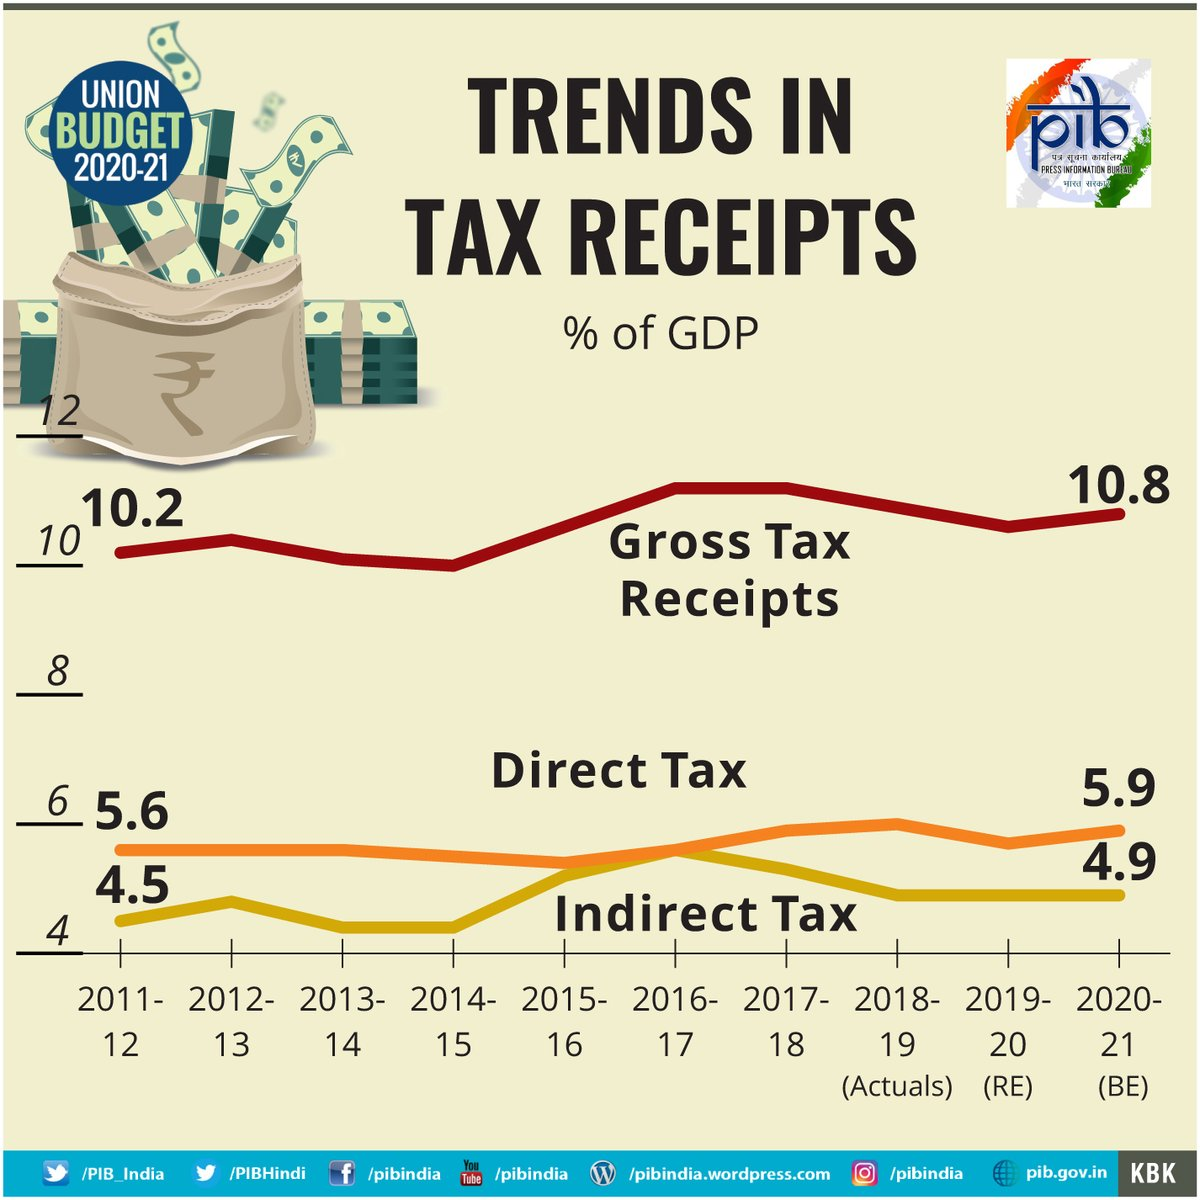 UNION
BUDGET
2020-21
TRENDS IN
TAX RECEIPTS
% of GDP
pib
पत्र सूचना कार्यालय
PRESS INFORMATION BUREAU
भारत सरकार
₹
12
10
8
6
4
10.2
10.8
Gross Tax
Receipts
Direct Tax
5.6
5.9
4.5
4.9
Indirect Tax
2011-
12
2012-
13
2013-
14
2014-
15
2015-
16
2016-
17
2017-
18
2018-
19
(Actuals)
2019-
20
(RE)
2020-
21
(BE)
/PIB_India /PIBHindi /pibindia You Tube /pibindia /pibindia.wordpress.com /pibindia pib.gov.in KBK